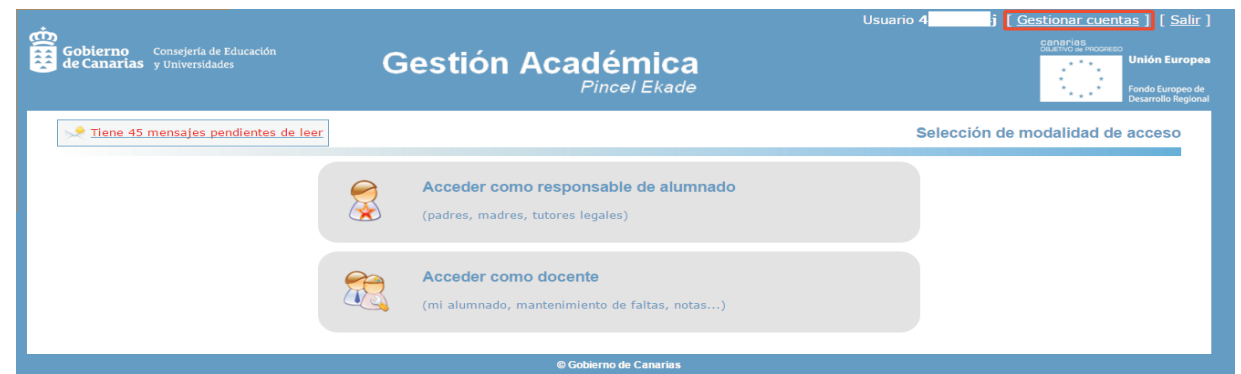 Usuario 4 j [ Gestionar cuentas ] [ Salir ]
Gobierno de Canarias
Consejería de Educación y Universidades
Gestión Académica
Pincel Ekade
canarias
OBJETIVO de PROGRESO
Unión Europea
Fondo Europeo de
Desarrollo Regional
Tiene 45 mensajes pendientes de leer
Selección de modalidad de acceso
Acceder como responsable de alumnado
(padres, madres, tutores legales)
Acceder como docente
(mi alumnado, mantenimiento de faltas, notas...)
© Gobierno de Canarias